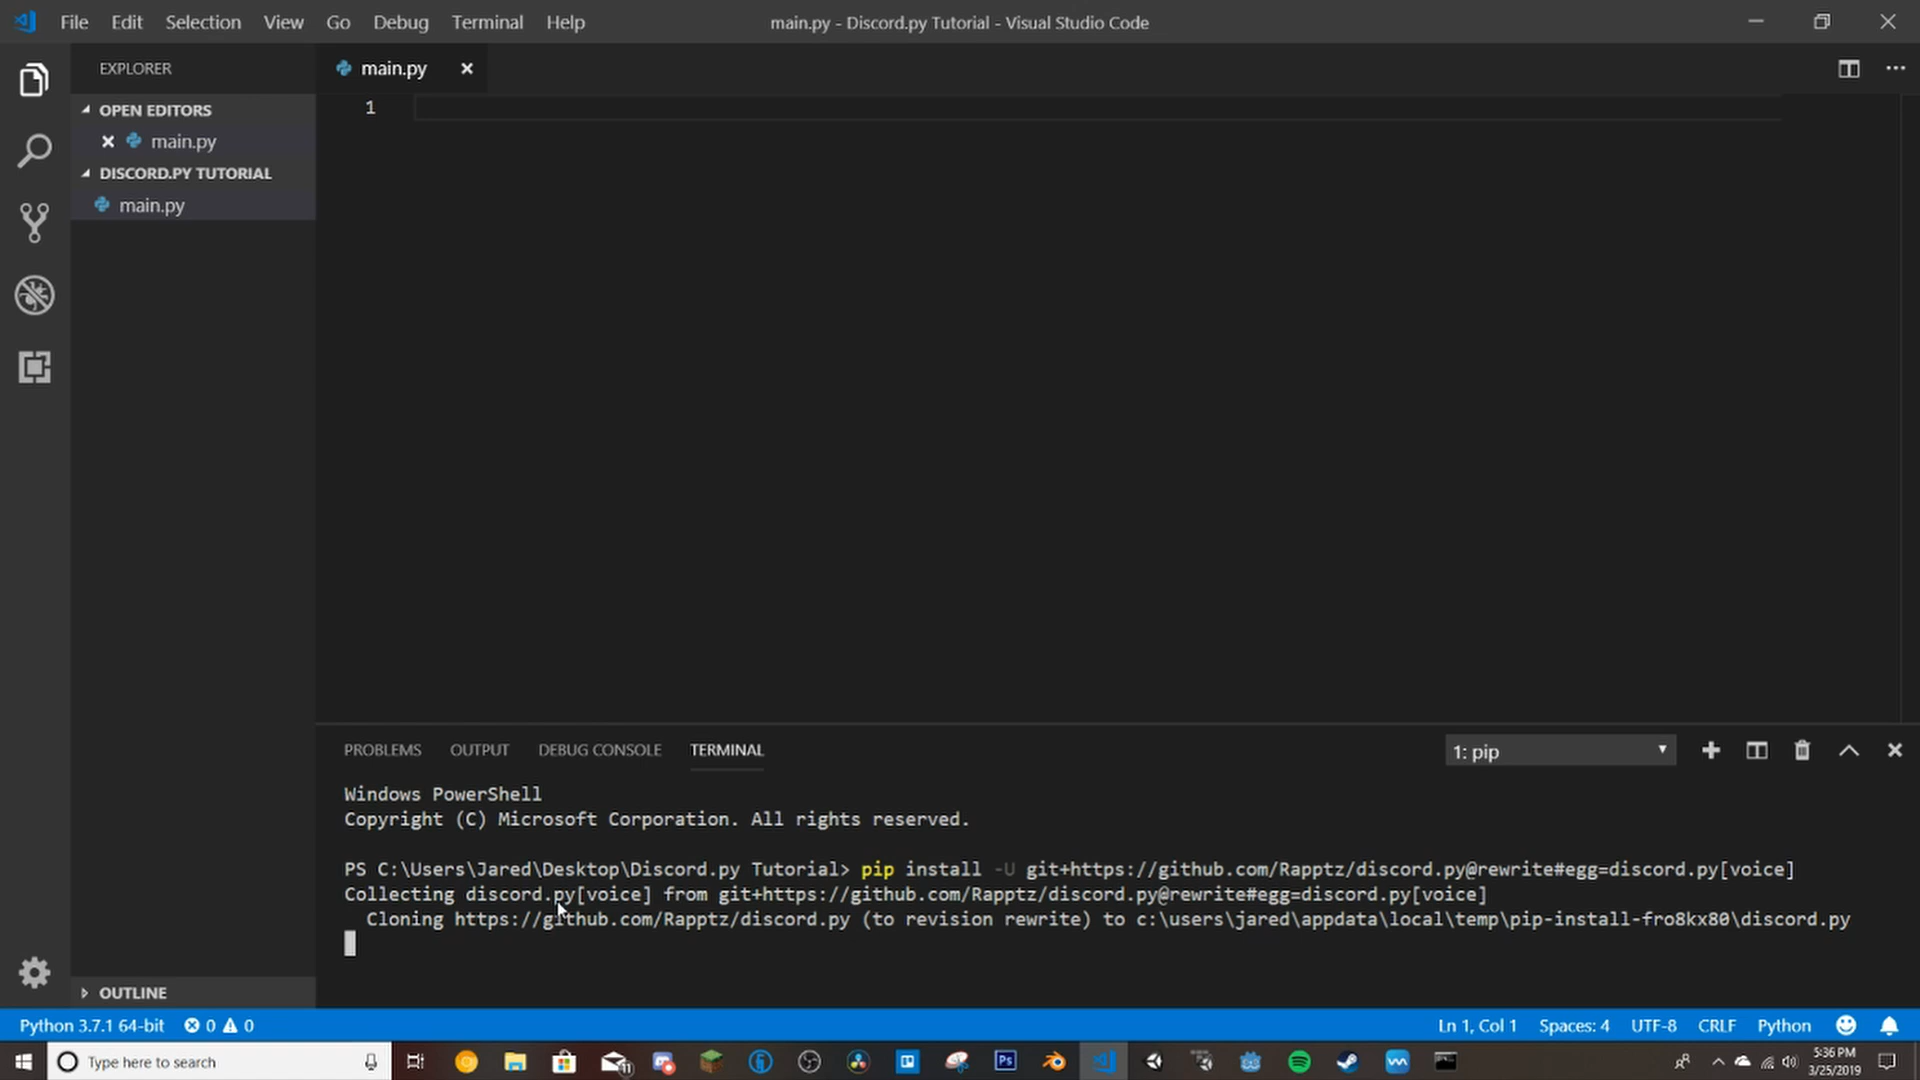 File Edit Selection View Go Debug Terminal Help
main.py - Discord.py Tutorial - Visual Studio Code
EXPLORER
OPEN EDITORS
main.py
DISCORD.PY TUTORIAL
main.py
OUTLINE
main.py
1
PROBLEMS OUTPUT DEBUG CONSOLE TERMINAL
1: pip
Windows PowerShell
Copyright (C) Microsoft Corporation. All rights reserved.
PS C:\Users\Jared\Desktop\Discord.py Tutorial> pip install -U git+https://github.com/Rapptz/discord.py@rewrite#egg=discord.py[voice]
Collecting discord.py[voice] from git+https://github.com/Rapptz/discord.py@rewrite#egg=discord.py[voice]
Cloning https://github.com/Rapptz/discord.py (to revision rewrite) to c:\users\jared\appdata\local\temp\pip-install-fro8kx80\discord.py
Python 3.7.1 64-bit 0 0
Ln 1, Col 1 Spaces: 4 UTF-8 CRLF Python
Type here to search
11
Ps
5:36 PM
3/25/2019